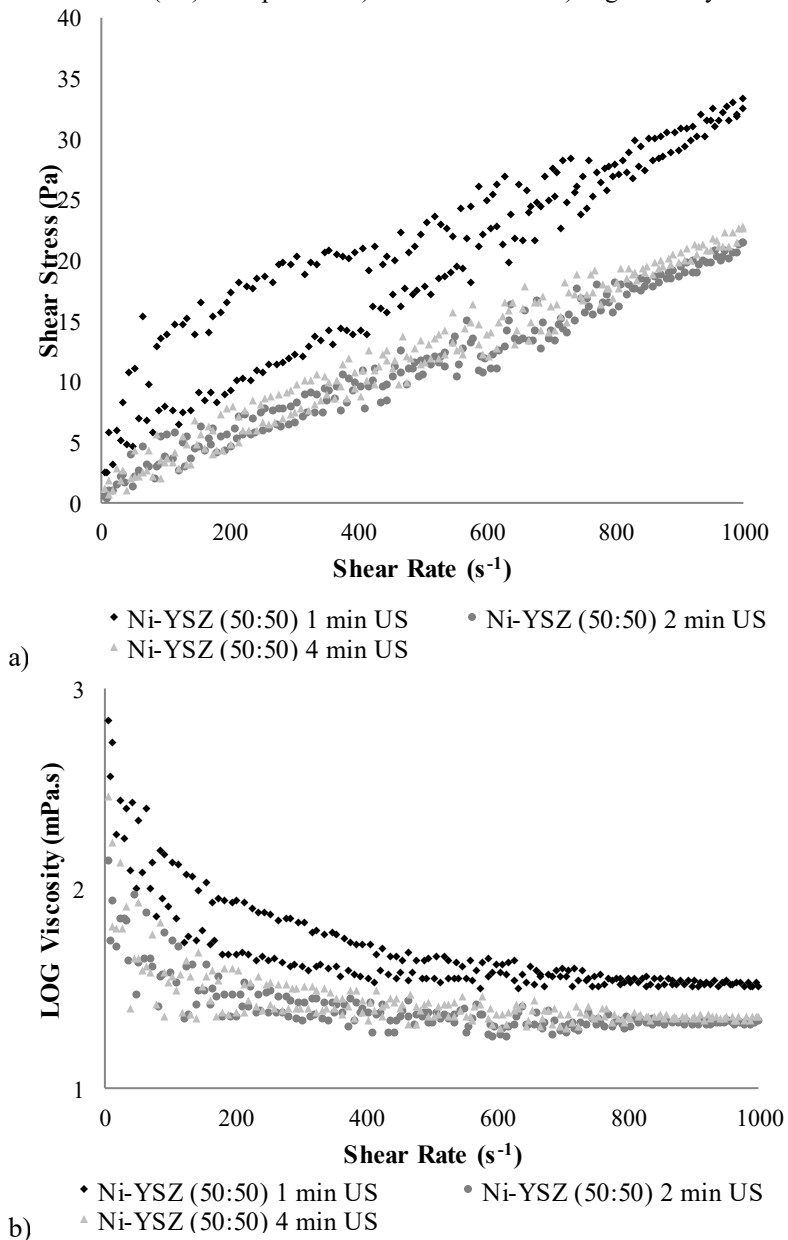 40
35
30
25
20
15
10
5
0
Shear Stress (Pa)
0 200 400 600 800 1000
Shear Rate (s⁻¹)
Ni-YSZ (50:50) 1 min US Ni-YSZ (50:50) 2 min US
Ni-YSZ (50:50) 4 min US
a)
3
2
1
LOG Viscosity (mPa.s)
0 200 400 600 800 1000
Shear Rate (s⁻¹)
Ni-YSZ (50:50) 1 min US Ni-YSZ (50:50) 2 min US
Ni-YSZ (50:50) 4 min US
b)